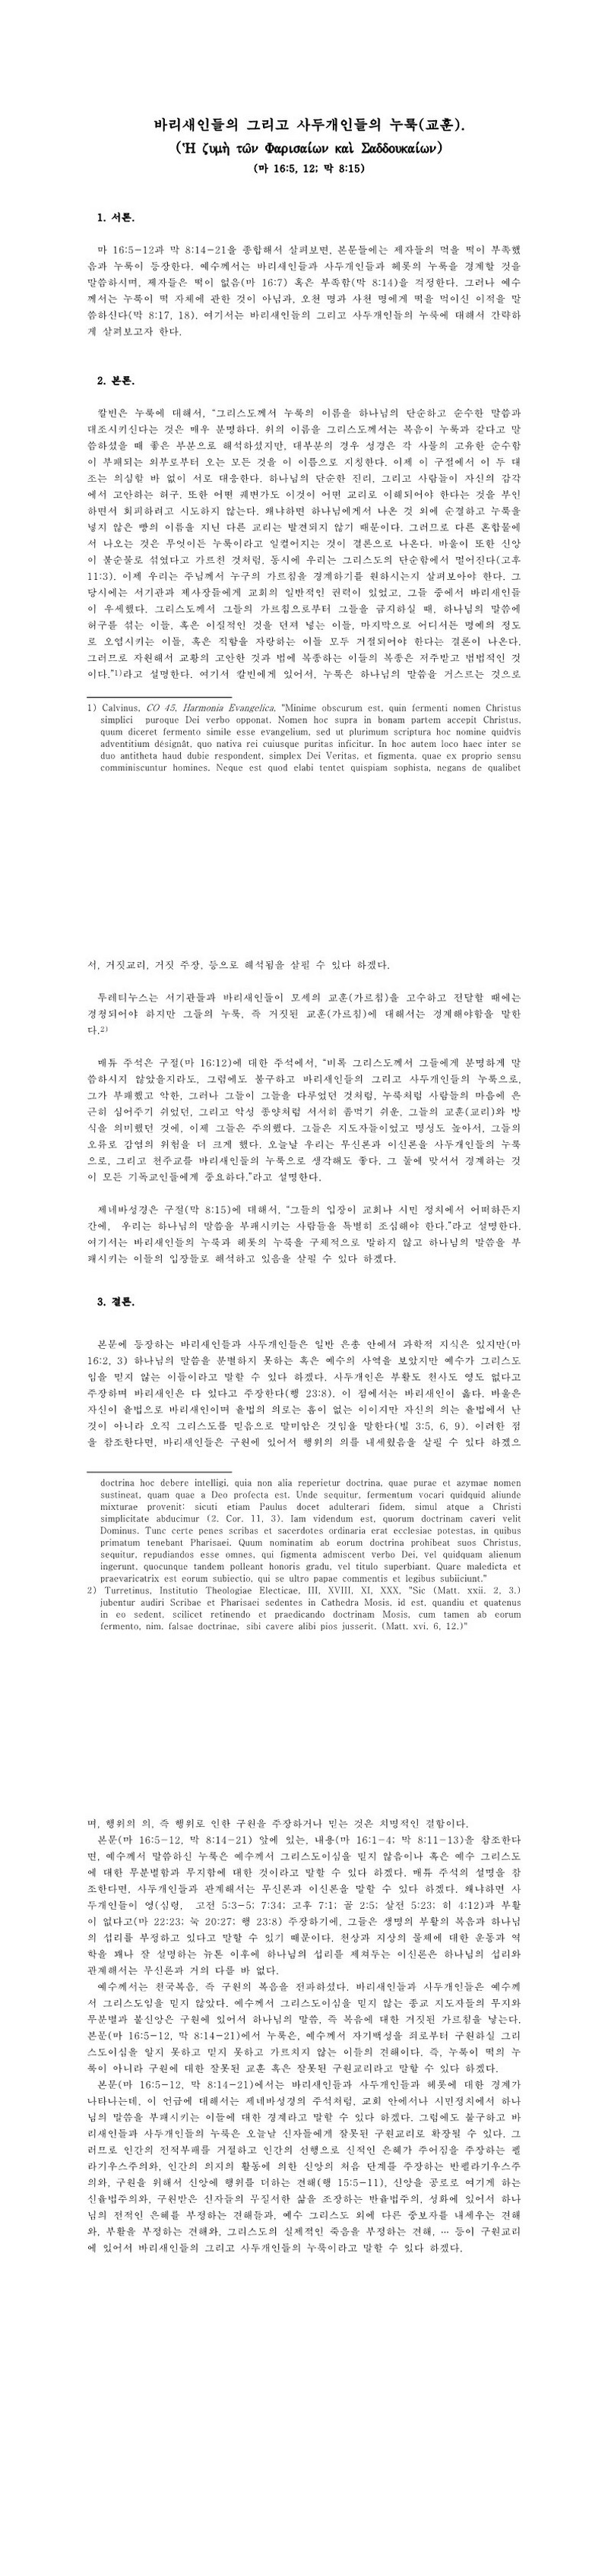 바리새인들의 그리고 사두개인들의 누룩(교훈).
(Ἡ ζυμὴ τῶν Φαρισαίων καὶ Σαδδουκαίων)
(마 16:5, 12; 막 8:15)
1. 서론.
마 16:5-12과 막 8:14-21을 종합해서 살펴보면, 본문들에는 제자들의 먹을 떡이 부족했
음과 누룩이 등장한다. 예수께서는 바리새인들과 사두개인들과 헤롯의 누룩을 경계할 것을
말씀하시며, 제자들은 떡이 없음(마 16:7) 혹은 부족함(막 8:14)을 걱정한다. 그러나 예수
께서는 누룩이 떡 자체에 관한 것이 아님과, 오천 명과 사천 명에게 떡을 먹이신 이적을 말
씀하신다(막 8:17, 18). 여기서는 바리새인들의 그리고 사두개인들의 누룩에 대해서 간략하
게 살펴보고자 한다.
2. 본론.
칼빈은 누룩에 대해서, "그리스도께서 누룩의 이름을 하나님의 단순하고 순수한 말씀과
대조시키신다는 것은 매우 분명하다. 위의 이름을 그리스도께서는 복음이 누룩과 같다고 말
씀하셨을 때 좋은 부분으로 해석하셨지만, 대부분의 경우 성경은 각 사물의 고유한 순수함
이 부패되는 외부로부터 오는 모든 것을 이 이름으로 지칭한다. 이제 이 구절에서 이 두 대
조는 의심할 바 없이 서로 대응한다. 하나님의 단순한 진리, 그리고 사람들이 자신의 감각
에서 고안하는 허구. 또한 어떤 궤변가도 이것이 어떤 교리로 이해되어야 한다는 것을 부인
하면서 회피하려고 시도하지 않는다. 왜냐하면 하나님에게서 나온 것 외에 순결하고 누룩을
넣지 않은 빵의 이름을 지닌 다른 교리는 발견되지 않기 때문이다. 그러므로 다른 혼합물에
서 나오는 것은 무엇이든 누룩이라고 일컬어지는 것이 결론으로 나온다. 바울이 또한 신앙
이 불순물로 섞였다고 가르친 것처럼, 동시에 우리는 그리스도의 단순함에서 멀어진다(고후
11:3). 이제 우리는 주님께서 누구의 가르침을 경계하기를 원하시는지 살펴보아야 한다. 그
당시에는 서기관과 제사장들에게 교회의 일반적인 권력이 있었고, 그들 중에서 바리새인들
이 우세했다. 그리스도께서 그들의 가르침으로부터 그들을 금지하실 때, 하나님의 말씀에
허구를 섞는 이들, 혹은 이질적인 것을 던져 넣는 이들, 마지막으로 어디서든 명예의 정도
로 오염시키는 이들, 혹은 직함을 자랑하는 이들 모두 거절되어야 한다는 결론이 나온다.
그러므로 자원해서 교황의 고안한 것과 법에 복종하는 이들의 복종은 저주받고 범법적인 것
이다."1)라고 설명한다. 여기서 칼빈에게 있어서, 누룩은 하나님의 말씀을 거스르는 것으로
1) Calvinus, CO 45, Harmonia Evangelica, "Minime obscurum est, quin fermenti nomen Christus
simplici puroque Dei verbo opponat. Nomen hoc supra in bonam partem accepit Christus,
quum diceret fermento simile esse evangelium, sed ut plurimum scriptura hoc nomine quidvis
adventitium désignât, quo nativa rei cuiusque puritas inficitur. In hoc autem loco haec inter se
duo antitheta haud dubie respondent, simplex Dei Veritas, et figmenta, quae ex proprio sensu
comminiscuntur homines. Neque est quod elabi tentet quispiam sophista, negans de qualibet
서, 거짓교리, 거짓 주장, 등으로 해석됨을 살필 수 있다 하겠다.
투레티누스는 서기관들과 바리새인들이 모세의 교훈(가르침)을 고수하고 전달할 때에는
경청되어야 하지만 그들의 누룩, 즉 거짓된 교훈(가르침)에 대해서는 경계해야함을 말한
다.2)
매튜 주석은 구절(마 16:12)에 대한 주석에서, "비록 그리스도께서 그들에게 분명하게 말
씀하시지 않았을지라도, 그럼에도 불구하고 바리새인들의 그리고 사두개인들의 누룩으로,
그가 부패했고 악한, 그러나 그들이 그들을 다루었던 것처럼, 누룩처럼 사람들의 마음에 은
근히 심어주기 쉬었던, 그리고 악성 종양처럼 서서히 좀먹기 쉬운, 그들의 교훈(교리)와 방
식을 의미했던 것에, 이제 그들은 주의했다. 그들은 지도자들이었고 명성도 높아서, 그들의
오류로 감염의 위험을 더 크게 했다. 오늘날 우리는 무신론과 이신론을 사두개인들의 누룩
으로, 그리고 천주교를 바리새인들의 누룩으로 생각해도 좋다. 그 둘에 맞서서 경계하는 것
이 모든 기독교인들에게 중요하다."라고 설명한다.
제네바성경은 구절(막 8:15)에 대해서, "그들의 입장이 교회나 시민 정치에서 어떠하든지
간에, 우리는 하나님의 말씀을 부패시키는 사람들을 특별히 조심해야 한다."라고 설명한다.
여기서는 바리새인들의 누룩과 헤롯의 누룩을 구체적으로 말하지 않고 하나님의 말씀을 부
패시키는 이들의 입장들로 해석하고 있음을 살필 수 있다 하겠다.
3. 결론.
본문에 등장하는 바리새인들과 사두개인들은 일반 은총 안에서 과학적 지식은 있지만(마
16:2, 3) 하나님의 말씀을 분별하지 못하는 혹은 예수의 사역을 보았지만 예수가 그리스도
임을 믿지 않는 이들이라고 말할 수 있다 하겠다. 사두개인은 부활도 천사도 영도 없다고
주장하며 바리새인은 다 있다고 주장한다(행 23:8). 이 점에서는 바리새인이 옳다. 바울은
자신이 율법으로 바리새인이며 율법의 의로는 흠이 없는 이이지만 자신의 의는 율법에서 난
것이 아니라 오직 그리스도를 믿음으로 말미암은 것임을 말한다(빌 3:5, 6, 9). 이러한 점
을 참조한다면, 바리새인들은 구원에 있어서 행위의 의를 내세웠음을 살필 수 있다 하겠으
doctrina hoc debere intelligi, quia non alia reperietur doctrina, quae purae et azymae nomen
sustineat, quam quae a Deo profecta est. Unde sequitur, fermentum vocari quidquid aliunde
mixturae provenit: sicuti etiam Paulus docet adulterari fidem, simul atque a Christi
simplicitate abducimur (2. Cor. 11, 3). Iam videndum est, quorum doctrinam caveri velit
Dominus. Tunc certe penes scribas et sacerdotes ordinaria erat ecclesiae potestas, in quibus
primatum tenebant Pharisaei. Quum nominatim ab eorum doctrina prohibeat suos Christus,
sequitur, repudiandos esse omnes, qui figmenta admiscent verbo Dei, vel quidquam alienum
ingerunt, quocunque tandem polleant honoris gradu, vel titulo superbiant. Quare maledicta et
praevaricatrix est eorum subiectio, qui se ultro papae commentis et legibus subiiciunt."
2) Turretinus, Institutio Theologiae Electicae, III, XVIII, XI, XXX, "Sic (Matt. xxii. 2, 3.)
jubentur audiri Scribae et Pharisaei sedentes in Cathedra Mosis, id est, quandiu et quatenus
in eo sedent, scilicet retinendo et praedicando doctrinam Mosis, cum tamen ab eorum
fermento, nim. falsae doctrinae, sibi cavere alibi pios jusserit. (Matt. xvi. 6, 12.)"
며, 행위의 의, 즉 행위로 인한 구원을 주장하거나 믿는 것은 치명적인 결함이다.
본문(마 16:5-12, 막 8:14-21) 앞에 있는, 내용(마 16:1-4; 막 8:11-13)을 참조한다
면, 예수께서 말씀하신 누룩은 예수께서 그리스도이심을 믿지 않음이나 혹은 예수 그리스도
에 대한 무분별함과 무지함에 대한 것이라고 말할 수 있다 하겠다. 매튜 주석의 설명을 참
조한다면, 사두개인들과 관계해서는 무신론과 이신론을 말할 수 있다 하겠다. 왜냐하면 사
두개인들이 영(심령, 고전 5:3-5; 7:34; 고후 7:1; 골 2:5; 살전 5:23; 히 4:12)과 부활
이 없다고(마 22:23; 눅 20:27; 행 23:8) 주장하기에, 그들은 생명의 부활의 복음과 하나님
의 섭리를 부정하고 있다고 말할 수 있기 때문이다. 천상과 지상의 물체에 대한 운동과 역
학을 꽤나 잘 설명하는 뉴톤 이후에 하나님의 섭리를 제쳐두는 이신론은 하나님의 섭리와
관계해서는 무신론과 거의 다를 바 없다.
예수께서는 천국복음, 즉 구원의 복음을 전파하셨다. 바리새인들과 사두개인들은 예수께
서 그리스도임을 믿지 않았다. 예수께서 그리스도이심을 믿지 않는 종교 지도자들의 무지와
무분별과 불신앙은 구원에 있어서 하나님의 말씀, 즉 복음에 대한 거짓된 가르침을 낳는다.
본문(마 16:5-12, 막 8:14-21)에서 누룩은, 예수께서 자기백성을 죄로부터 구원하실 그리
스도이심을 알지 못하고 믿지 못하고 가르치지 않는 이들의 견해이다. 즉, 누룩이 떡의 누
룩이 아니라 구원에 대한 잘못된 교훈 혹은 잘못된 구원교리라고 말할 수 있다 하겠다.
본문(마 16:5-12, 막 8:14-21)에서는 바리새인들과 사두개인들과 헤롯에 대한 경계가
나타나는데, 이 언급에 대해서는 제네바성경의 주석처럼, 교회 안에서나 시민정치에서 하나
님의 말씀을 부패시키는 이들에 대한 경계라고 말할 수 있다 하겠다. 그럼에도 불구하고 바
리새인들과 사두개인들의 누룩은 오늘날 신자들에게 잘못된 구원교리로 확장될 수 있다. 그
러므로 인간의 전적부패를 거절하고 인간의 선행으로 신적인 은혜가 주어짐을 주장하는 펠
라기우스주의와, 인간의 의지의 활동에 의한 신앙의 처음 단계를 주장하는 반펠라기우스주
의와, 구원을 위해서 신앙에 행위를 더하는 견해(행 15:5-11), 신앙을 공로로 여기게 하는
신율법주의와, 구원받은 신자들의 무질서한 삶을 조장하는 반율법주의, 성화에 있어서 하나
님의 전적인 은혜를 부정하는 견해들과, 예수 그리스도 외에 다른 중보자를 내세우는 견해
와, 부활을 부정하는 견해와, 그리스도의 실제적인 죽음을 부정하는 견해, … 등이 구원교리
에 있어서 바리새인들의 그리고 사두개인들의 누룩이라고 말할 수 있다 하겠다.